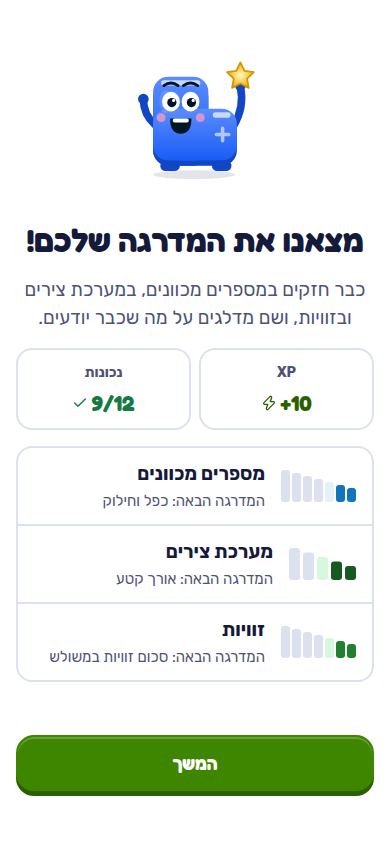 מצאנו את המדרגה שלכם!
כבר חזקים במספרים מכוונים, במערכת צירים
ובזוויות, ושם מדלגים על מה שכבר יודעים.
XP
+10
נכונות
9/12
מספרים מכוונים
המדרגה הבאה: כפל וחילוק
מערכת צירים
המדרגה הבאה: אורך קטע
זוויות
המדרגה הבאה: סכום זוויות במשולש
המשך